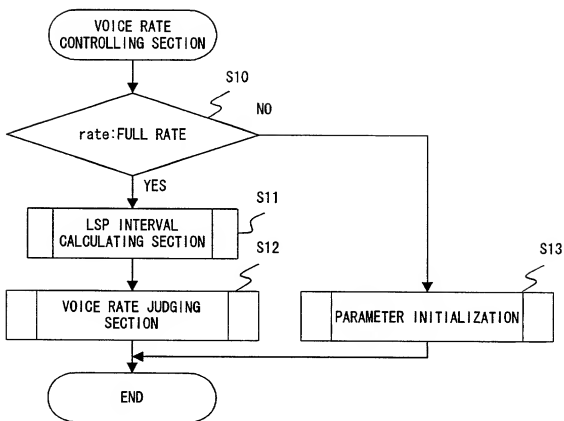 VOICE RATE
CONTROLLING SECTION
S10
rate:FULL RATE
NO
YES
S11
LSP INTERVAL
CALCULATING SECTION
S12
VOICE RATE JUDGING
SECTION
S13
PARAMETER INITIALIZATION
END